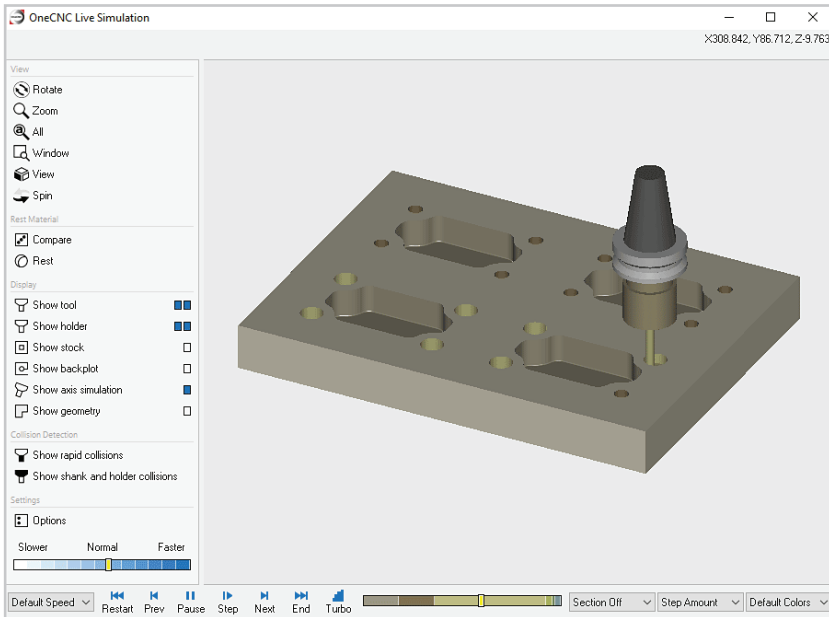 OneCNC Live Simulation
X308.842, Y86.712, Z-9.763
View
Rotate
Zoom
All
Window
View
Spin
Rest Material
Compare
Rest
Display
Show tool
Show holder
Show stock
Show backplot
Show axis simulation
Show geometry
Collision Detection
Show rapid collisions
Show shank and holder collisions
Settings
Options
Slower Normal Faster
Default Speed Restart Prev Pause Step Next End Turbo Section Off Step Amount Default Colors